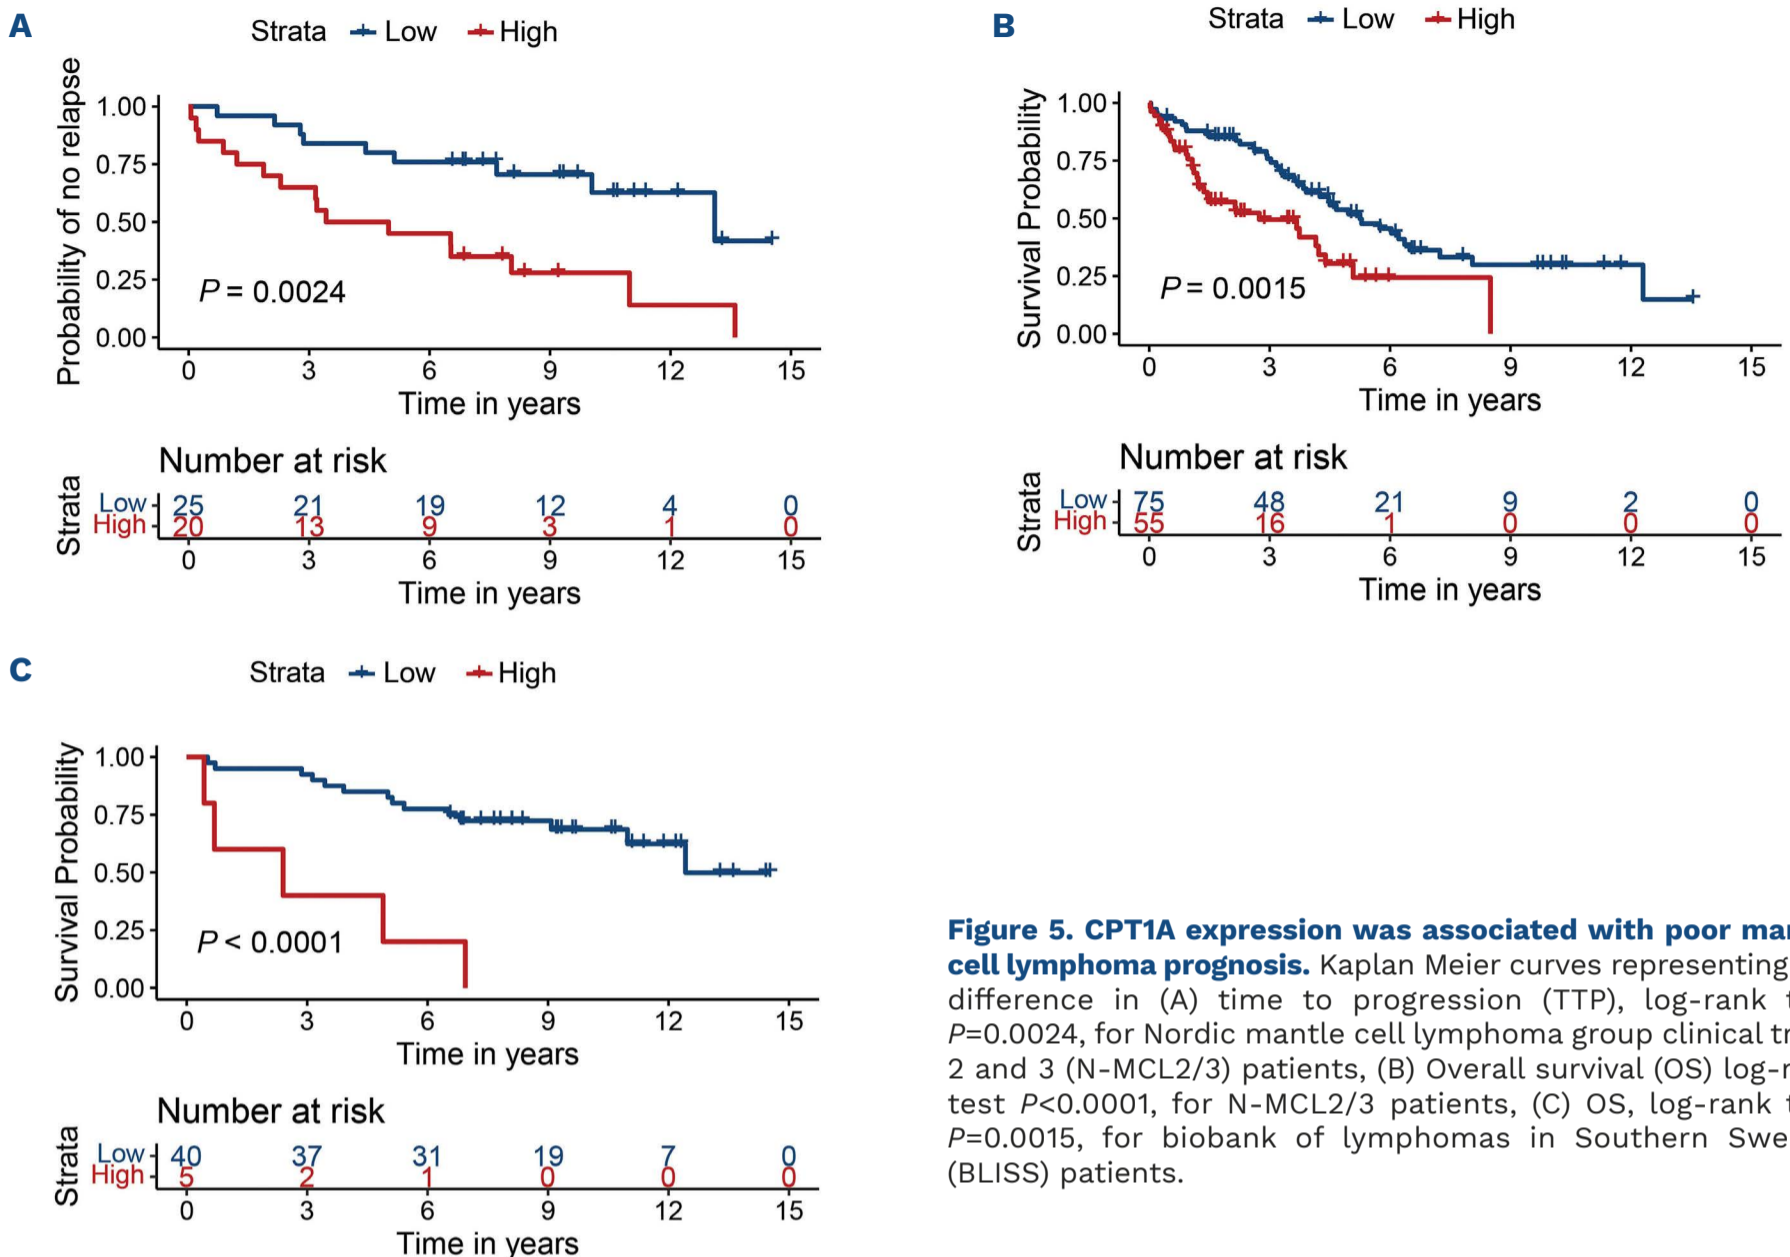 A
Strata Low High
Probability of no relapse
1.00
0.75
0.50
0.25
0.00
P = 0.0024
0 3 6 9 12 15
Time in years
Number at risk
Strata
Low 25 21 19 12 4 0
High 20 13 9 3 1 0
0 3 6 9 12 15
Time in years
B
Strata Low High
Survival Probability
1.00
0.75
0.50
0.25
0.00
P = 0.0015
0 3 6 9 12 15
Time in years
Number at risk
Strata
Low 75 48 21 9 2 0
High 55 16 1 0 0 0
0 3 6 9 12 15
Time in years
C
Strata Low High
Survival Probability
1.00
0.75
0.50
0.25
0.00
P < 0.0001
0 3 6 9 12 15
Time in years
Number at risk
Strata
Low 40 37 31 19 7 0
High 5 2 1 0 0 0
0 3 6 9 12 15
Time in years
Figure 5. CPT1A expression was associated with poor
cell lymphoma prognosis. Kaplan Meier curves representing
difference in (A) time to progression (TTP), log-rank
P=0.0024, for Nordic mantle cell lymphoma group clinical
2 and 3 (N-MCL2/3) patients, (B) Overall survival (OS)
test P<0.0001, for N-MCL2/3 patients, (C) OS, log-rank
P=0.0015, for biobank of lymphomas in Southern
(BLISS) patients.